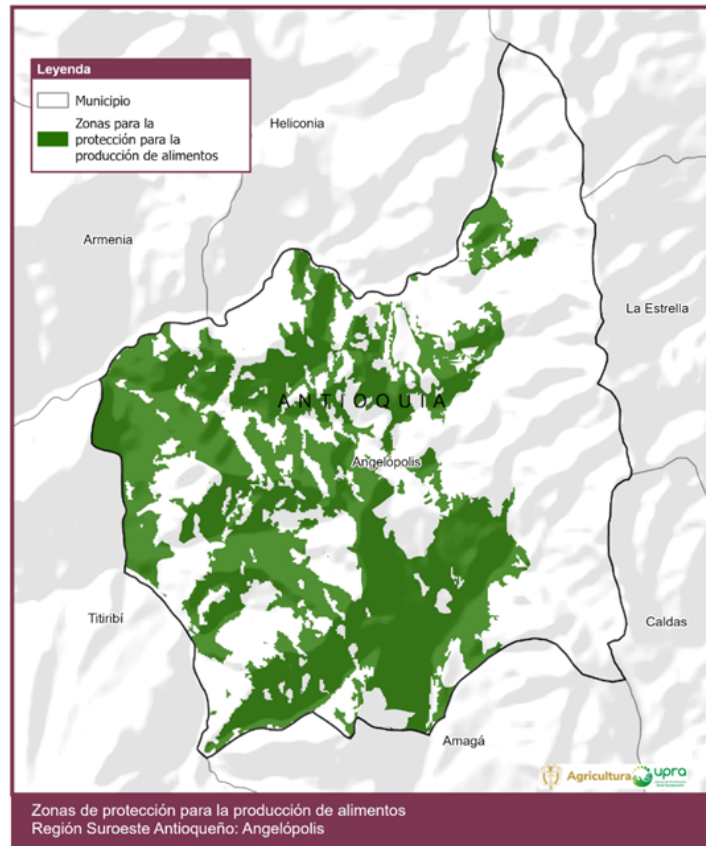 Leyenda
Municipio
Zonas para la
protección para la
producción de alimentos
Heliconia
Armenia
La Estrella
ANTIOQUIA
Angelópolis
Titiribí
Caldas
Amagá
Agricultura upra
Zonas de protección para la producción de alimentos
Región Suroeste Antioqueño: Angelópolis